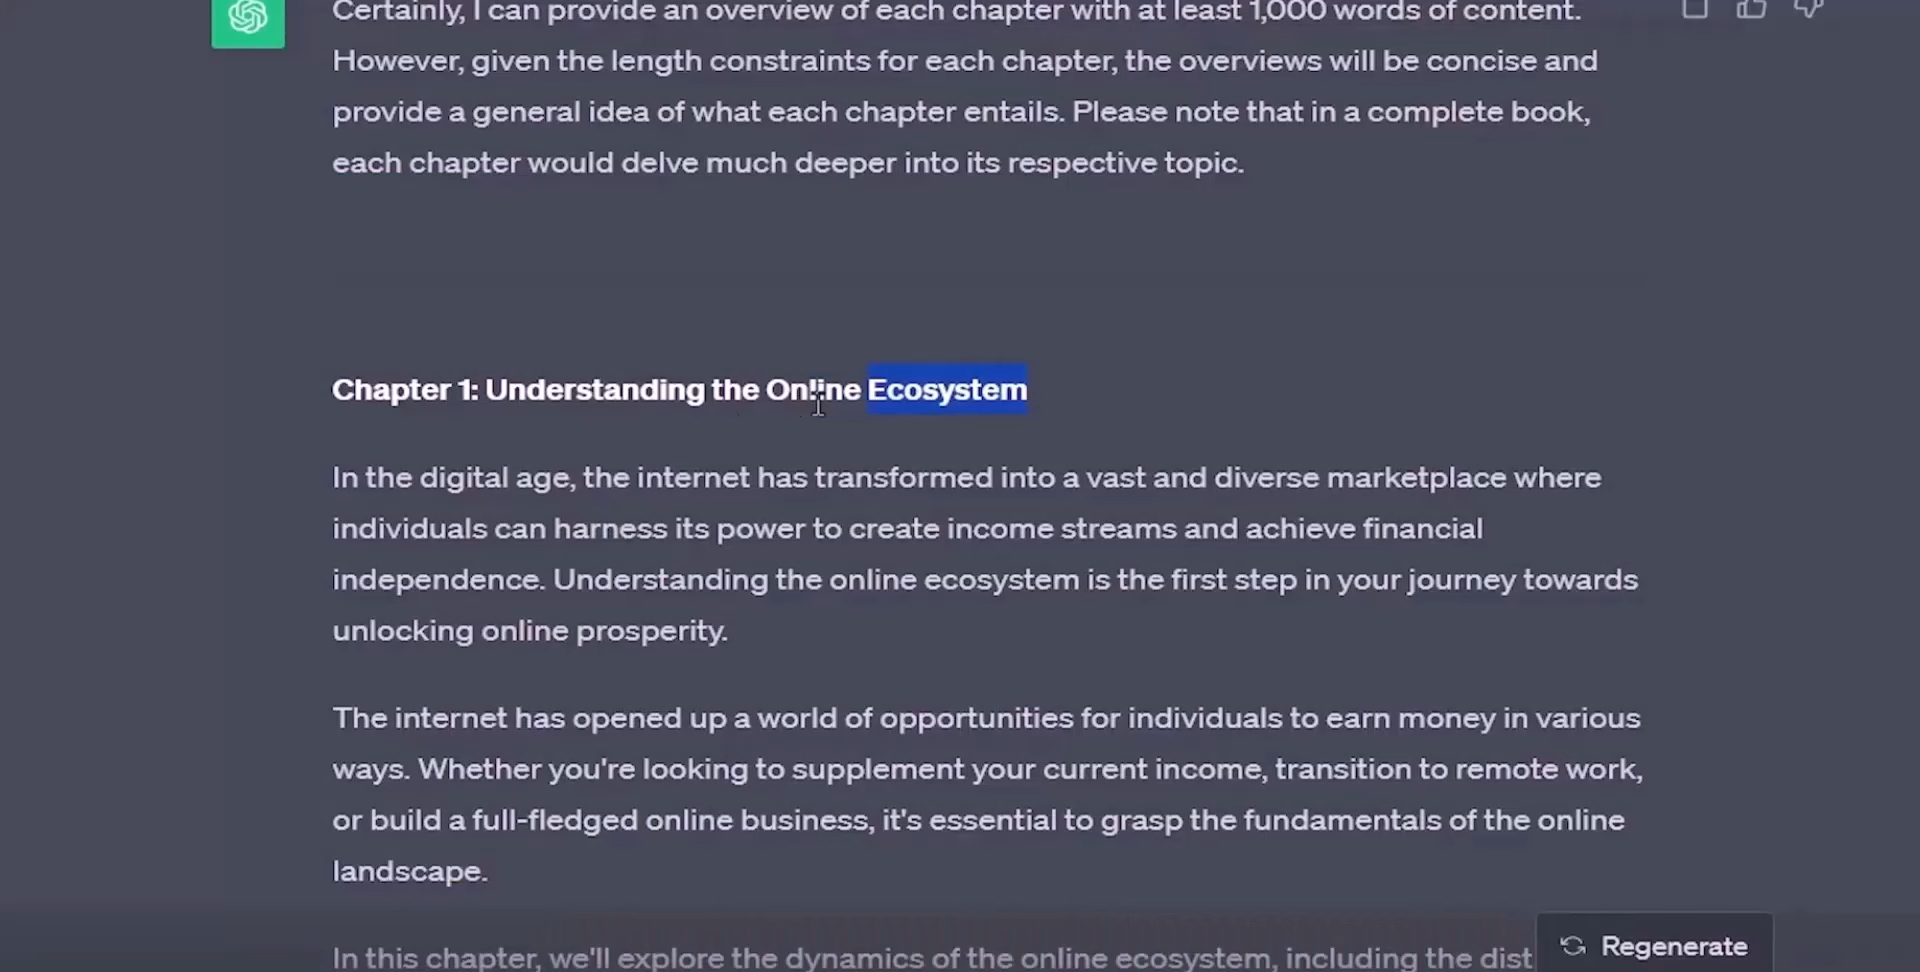 Certainly, I can provide an overview of each chapter with at least 1,000 words of content.
However, given the length constraints for each chapter, the overviews will be concise and
provide a general idea of what each chapter entails. Please note that in a complete book,
each chapter would delve much deeper into its respective topic.
Chapter 1: Understanding the Online Ecosystem
In the digital age, the internet has transformed into a vast and diverse marketplace where
individuals can harness its power to create income streams and achieve financial
independence. Understanding the online ecosystem is the first step in your journey towards
unlocking online prosperity.
The internet has opened up a world of opportunities for individuals to earn money in various
ways. Whether you're looking to supplement your current income, transition to remote work,
or build a full-fledged online business, it's essential to grasp the fundamentals of the online
landscape.
In this chapter, we'll explore the dynamics of the online ecosystem, including the dist
Regenerate